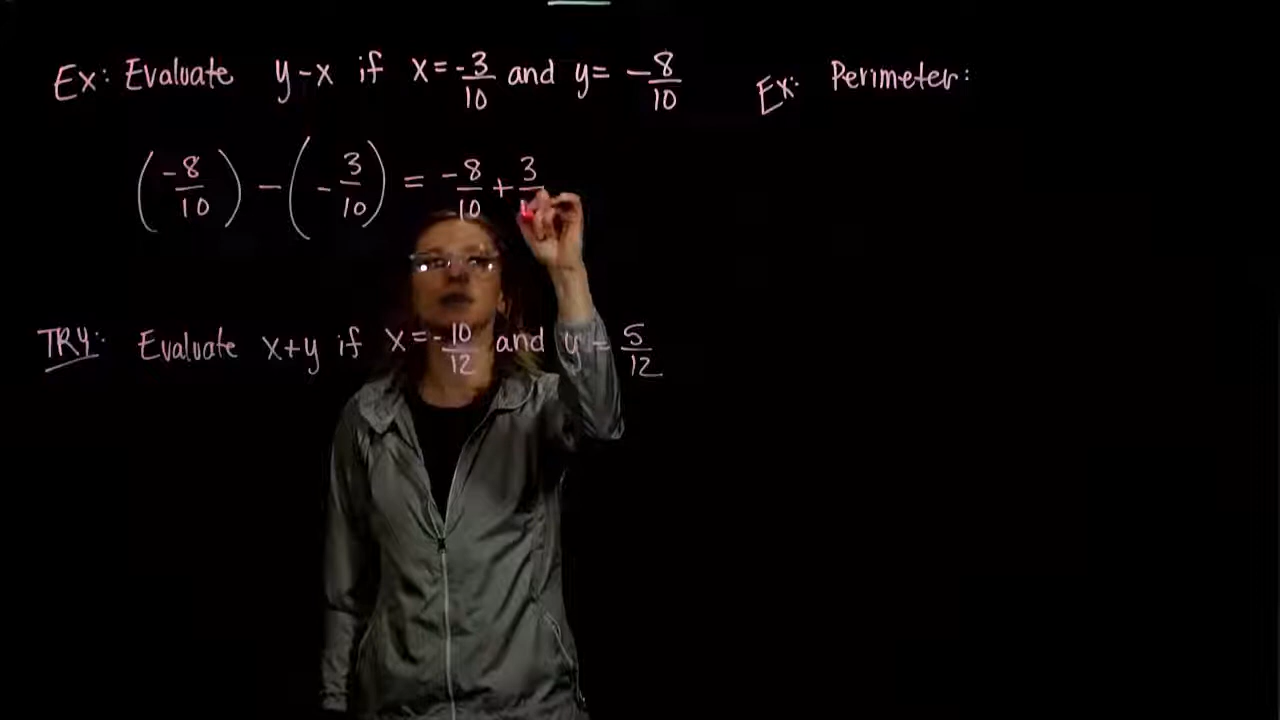 Ex: Evaluate y-x if x=-3/10 and y= -8/10
(-8/10) - (-3/10) = -8/10 + 3/
TRY: Evaluate x+y if x=-10/12 and y = 5/12
Ex: Perimeter: